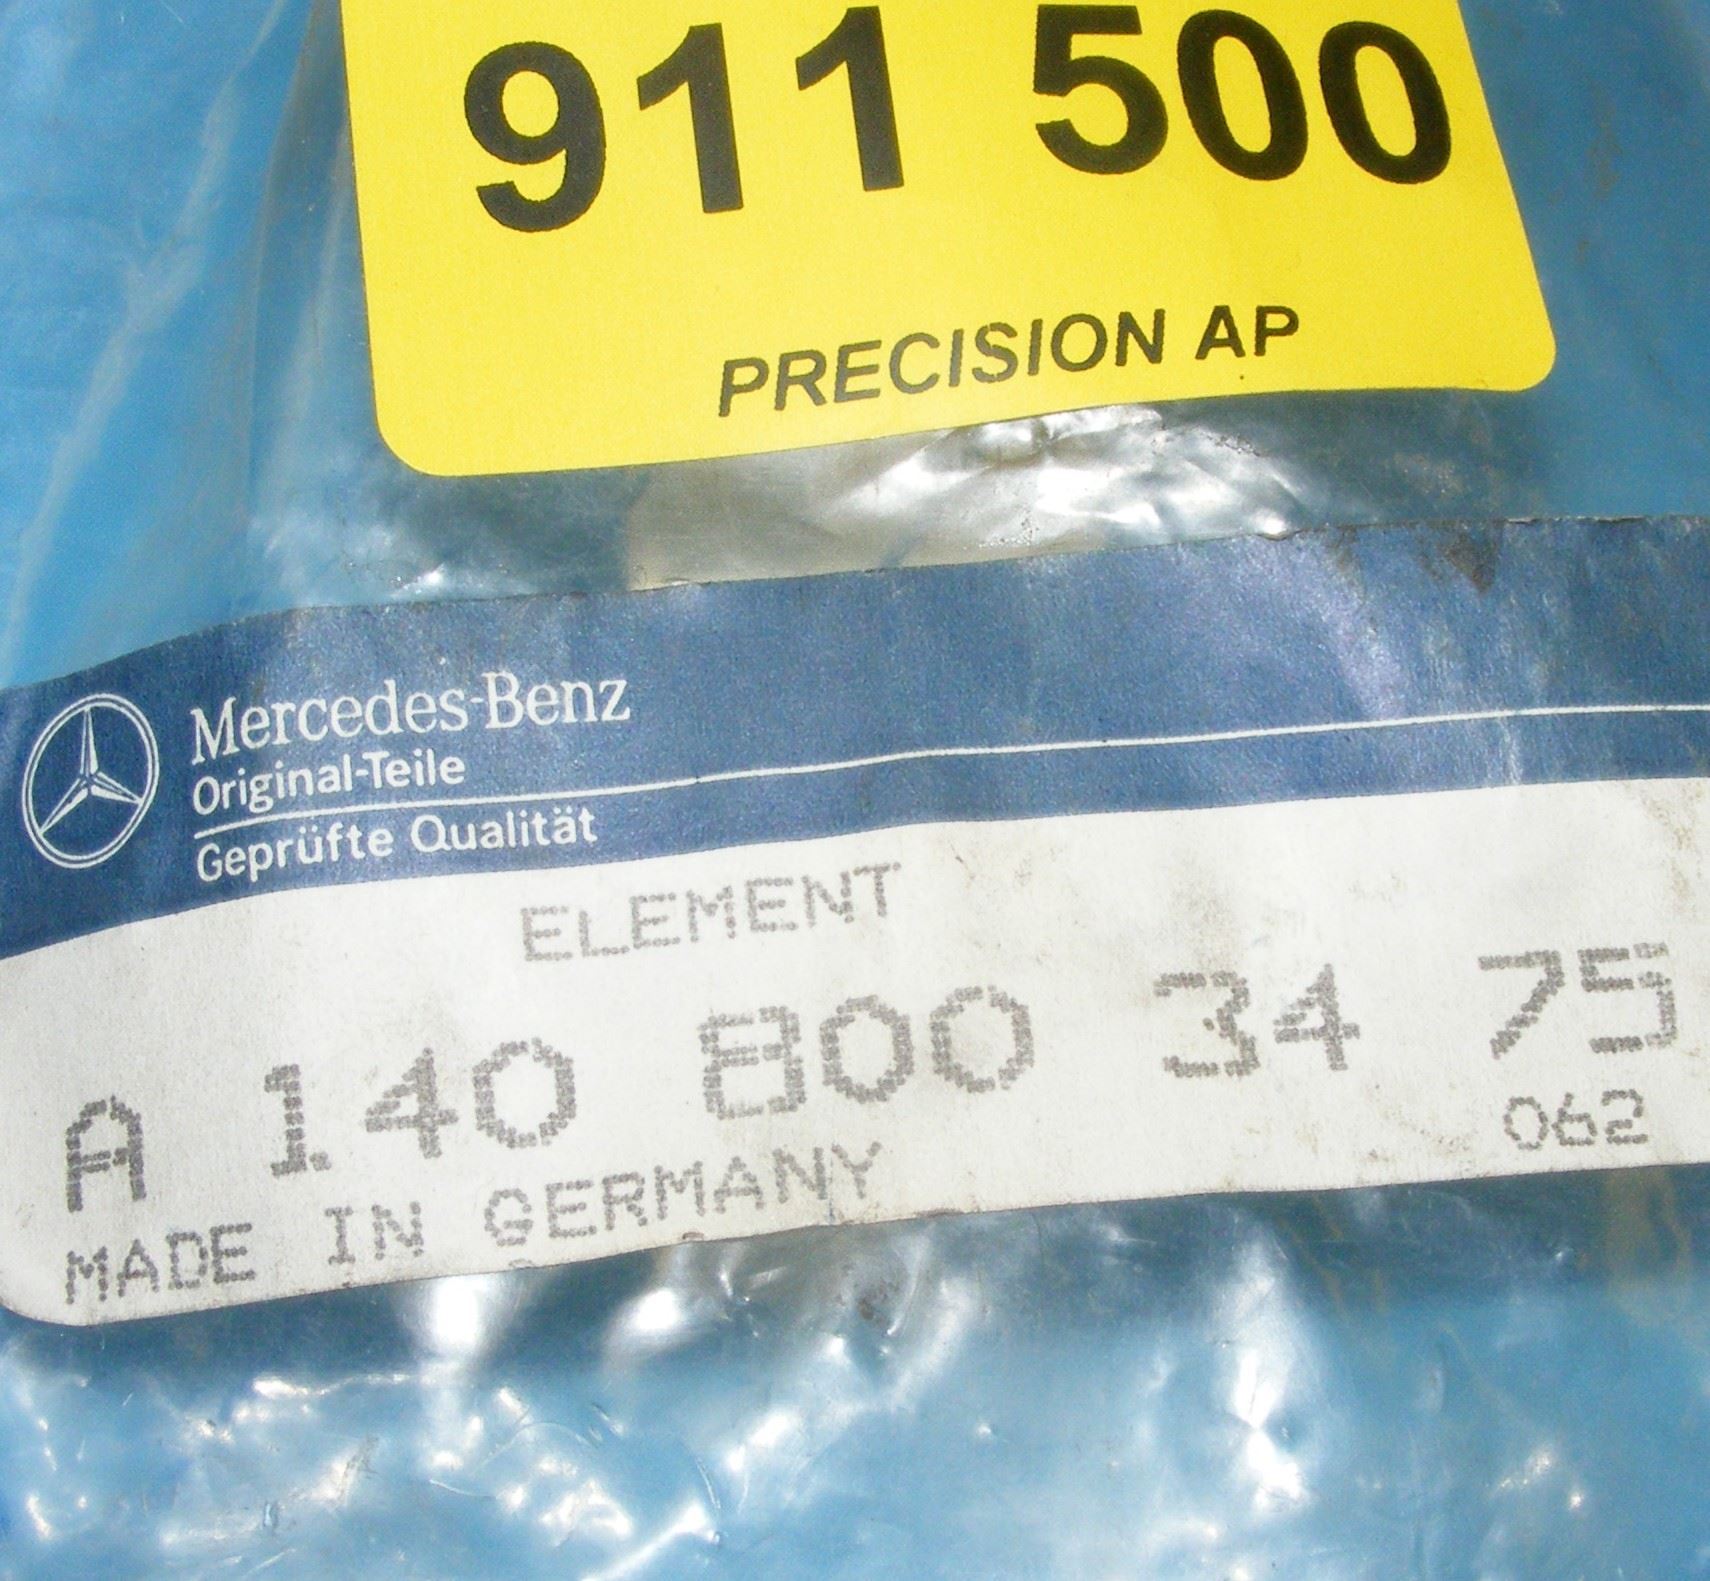 911 500
PRECISION AP
Mercedes-Benz
Original-Teile
Geprüfte Qualität
ELEMENT
A 140 800 34 75
062
MADE IN GERMANY